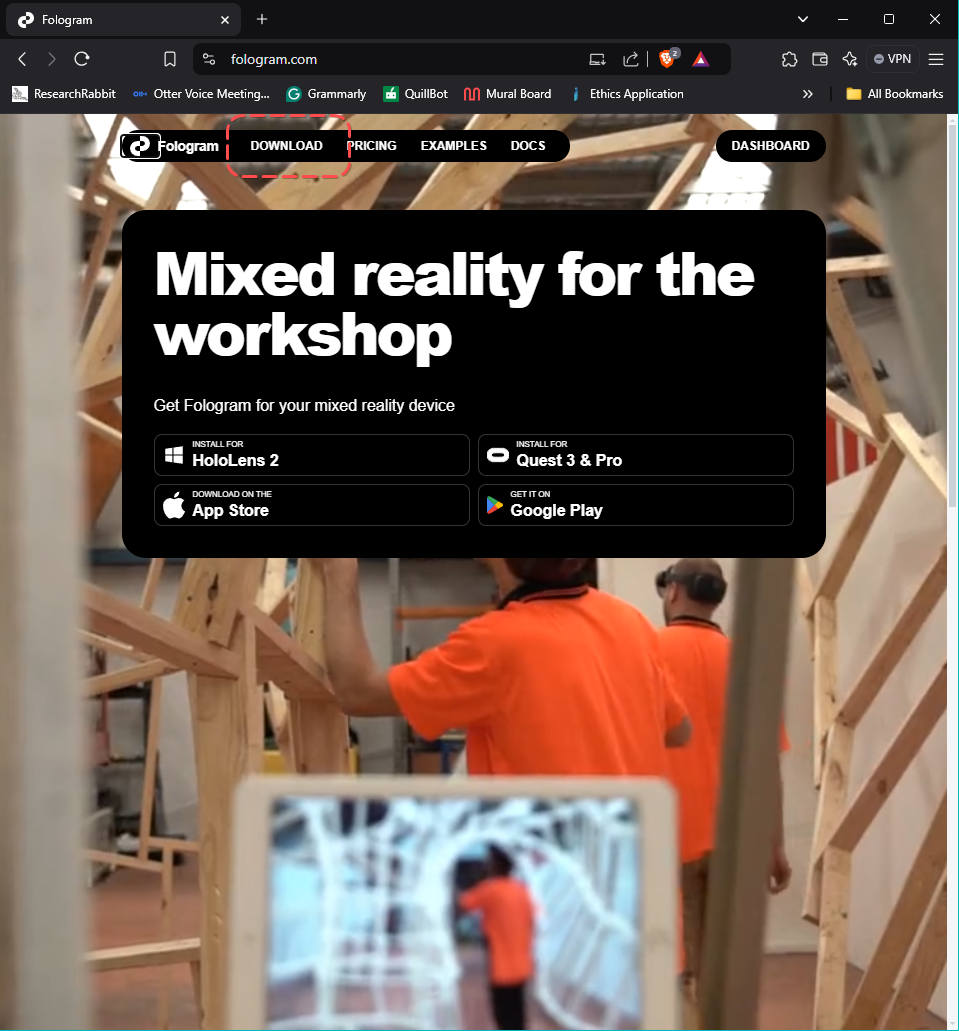 Fologram
fologram.com
2
VPN
ResearchRabbit
Otter Voice Meeting...
Grammarly
QuillBot
Mural Board
Ethics Application
All Bookmarks
Fologram
DOWNLOAD
PRICING
EXAMPLES
DOCS
DASHBOARD
Mixed reality for the
workshop
Get Fologram for your mixed reality device
INSTALL FOR
HoloLens 2
INSTALL FOR
Quest 3 & Pro
DOWNLOAD ON THE
App Store
GET IT ON
Google Play